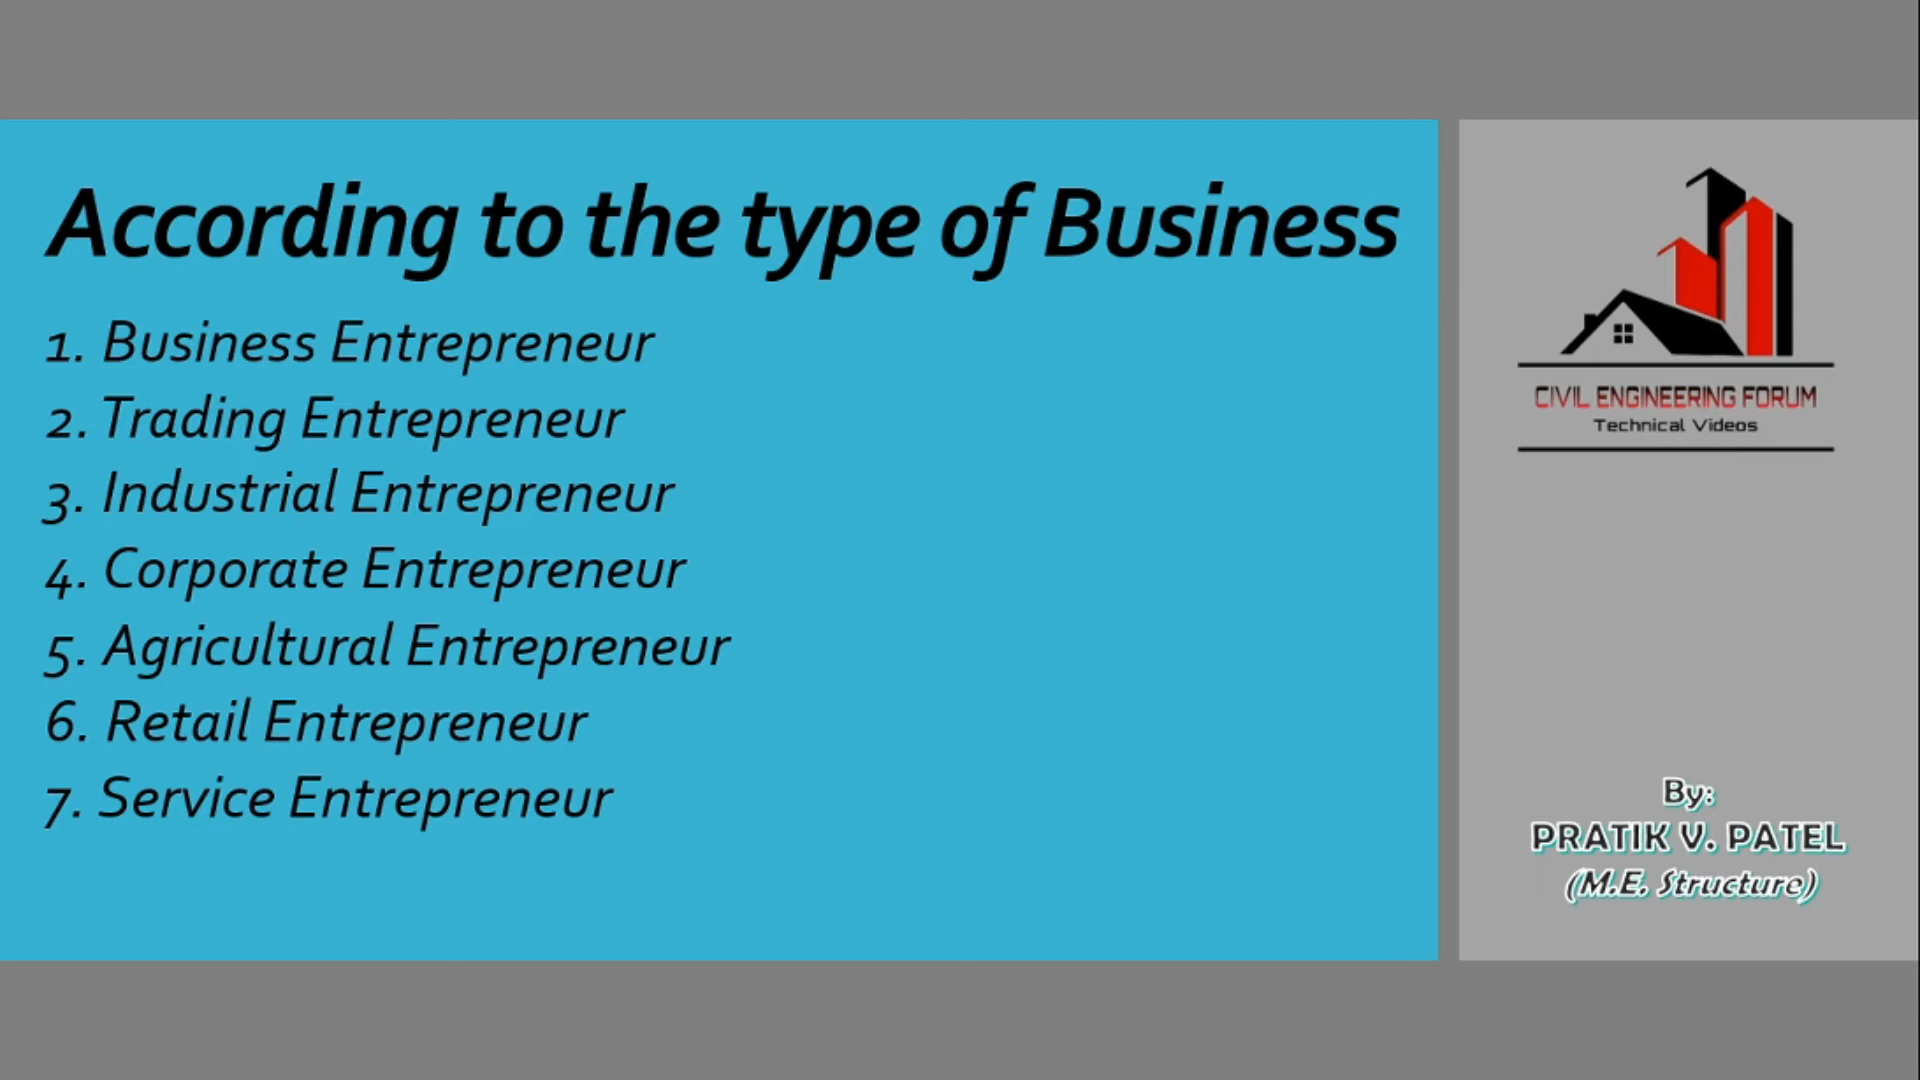 According to the type of Business
1. Business Entrepreneur
2. Trading Entrepreneur
3. Industrial Entrepreneur
4. Corporate Entrepreneur
5. Agricultural Entrepreneur
6. Retail Entrepreneur
7. Service Entrepreneur
CIVIL ENGINEERING FORUM
Technical Videos
By:
PRATIK V. PATEL
(M.E. Structure)